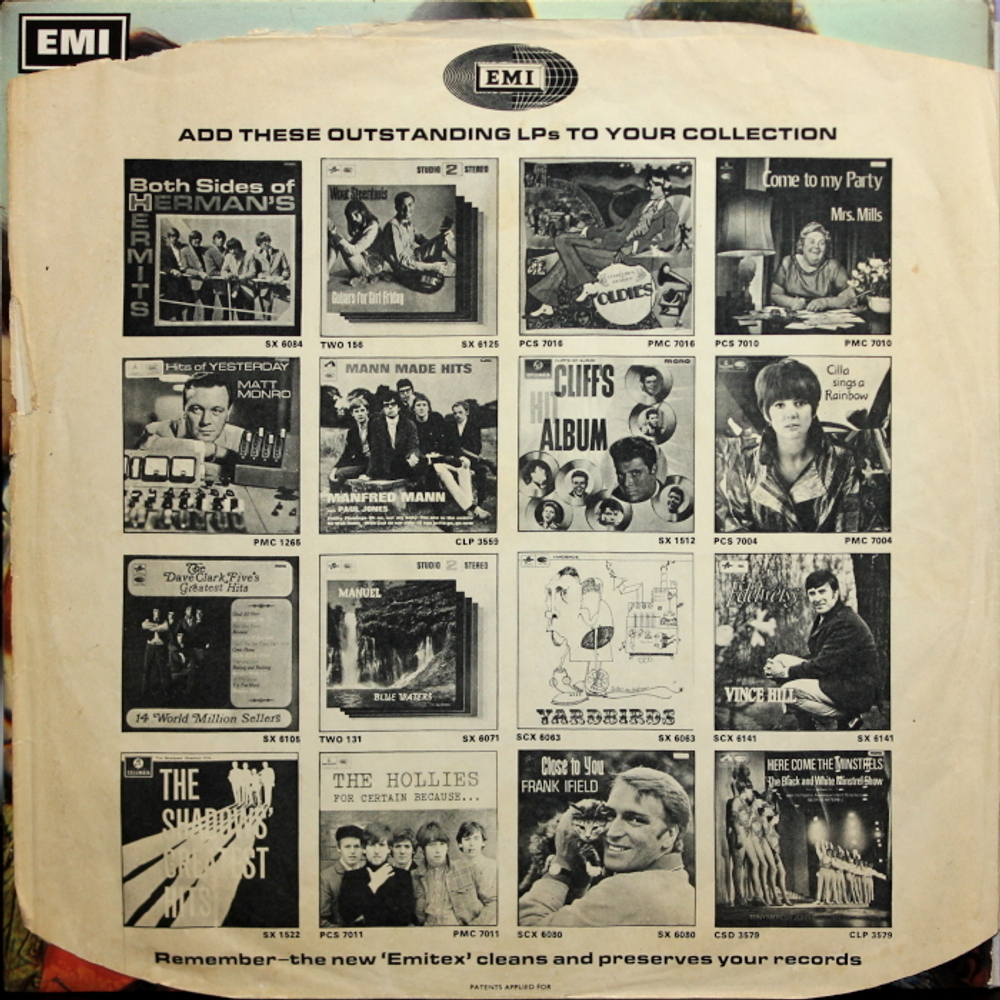 EMI
EMI
ADD THESE OUTSTANDING LPs TO YOUR COLLECTION
Both Sides of
HERMAN'S
HERMITS
SX 6084
STUDIO 2 STEREO
Guitars for Girl Friday
TWO 156 SX 6125
OLDIES
PCS 7016 PMC 7016
Come to my Party
Mrs. Mills
PCS 7010 PMC 7010
Hits of YESTERDAY
MATT
MONRO
PMC 1265
MANN MADE HITS
MANFRED MANN
PAUL JONES
CLP 3559
MONO
CLIFFS
HIT
ALBUM
SX 1512
Cilla
sings a
Rainbow
PCS 7004 PMC 7004
The
Dave Clark Five's
Greatest Hits
14 World Million Sellers
SX 6105
STUDIO 2 STEREO
MANUEL
BLUE WATERS
TWO 131 SX 6071
YARDBIRDS
SCX 6063 SX 6063
Edelweiss
VINCE HILL
SCX 6141 SX 6141
COLUMBIA
THE
SHADOWS'
GREATEST
HITS
SX 1522
THE HOLLIES
FOR CERTAIN BECAUSE...
PCS 7011 PMC 7011
Close to You
FRANK IFIELD
SCX 6080 SX 6080
HERE COME THE MINSTRELS
The Black and White Minstrel Show
CSD 3579 CLP 3579
Remember—the new 'Emitex' cleans and preserves your records
PATENTS APPLIED FOR